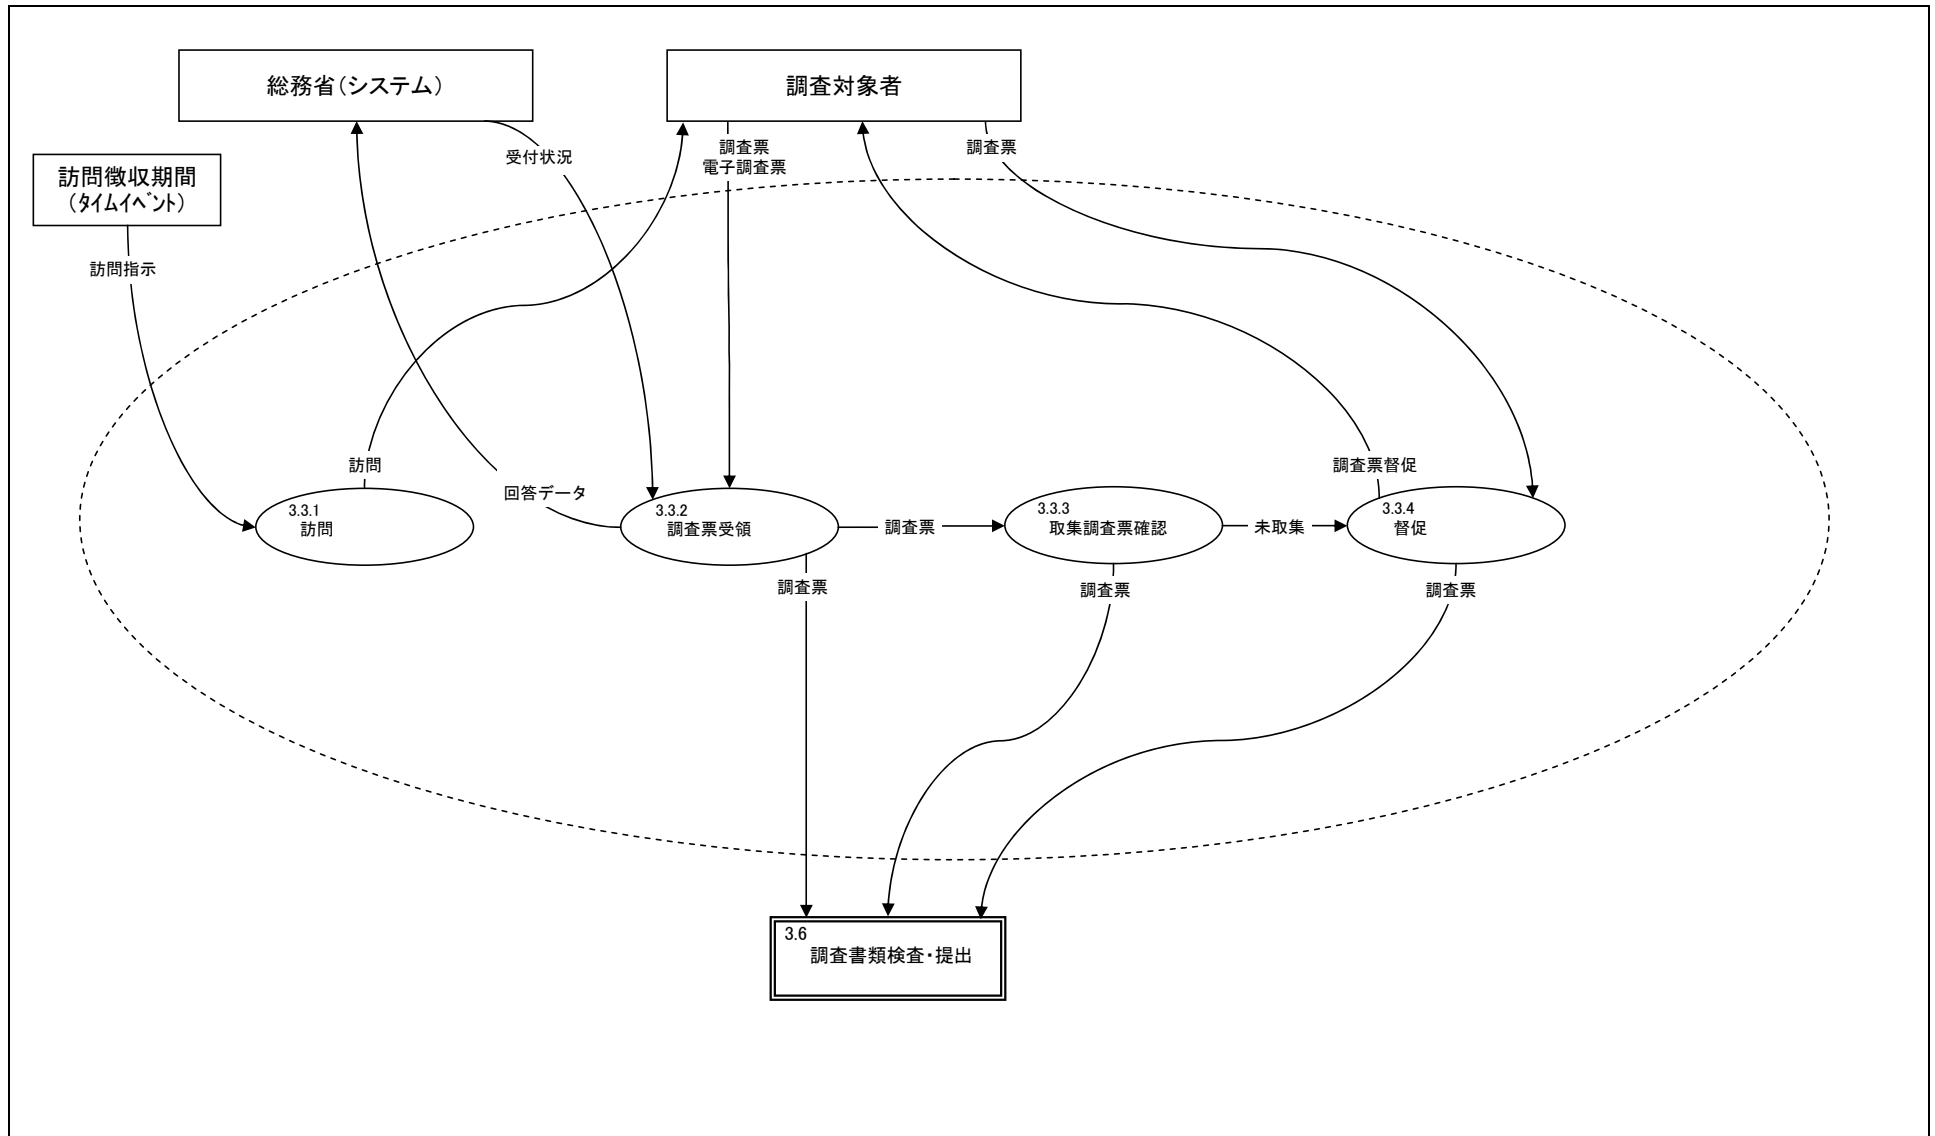 総務省(システム)
調査対象者
訪問徴収期間
(タイムイベント)
受付状況
調査票
電子調査票
調査票
訪問指示
訪問
回答データ
調査票督促
3.3.1
訪問
3.3.2
調査票受領
調査票
3.3.3
取集調査票確認
未取集
3.3.4
督促
調査票
調査票
調査票
3.6
調査書類検査・提出